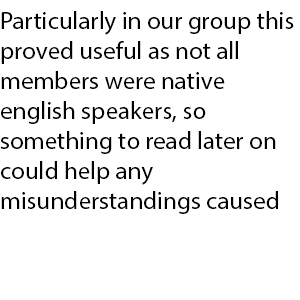 Particularly in our group this
proved useful as not all
members were native
english speakers, so
something to read later on
could help any
misunderstandings caused